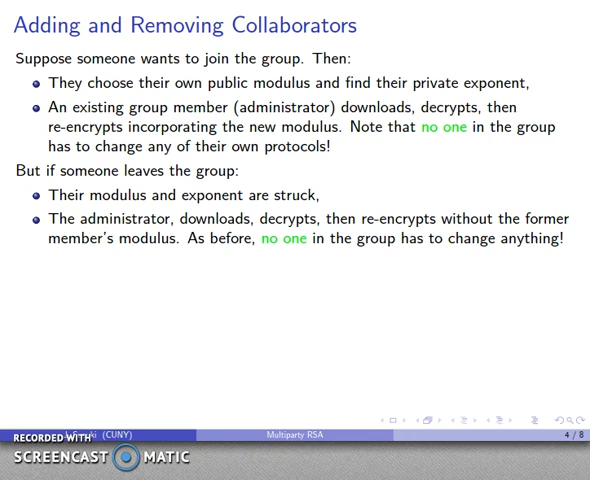 Adding and Removing Collaborators
Suppose someone wants to join the group. Then:
They choose their own public modulus and find their private exponent,
An existing group member (administrator) downloads, decrypts, then
re-encrypts incorporating the new modulus. Note that no one in the group
has to change any of their own protocols!
But if someone leaves the group:
Their modulus and exponent are struck,
The administrator, downloads, decrypts, then re-encrypts without the former
member's modulus. As before, no one in the group has to change anything!
(CUNY)
Multiparty RSA
4 / 8
RECORDED WITH
SCREENCAST MATIC